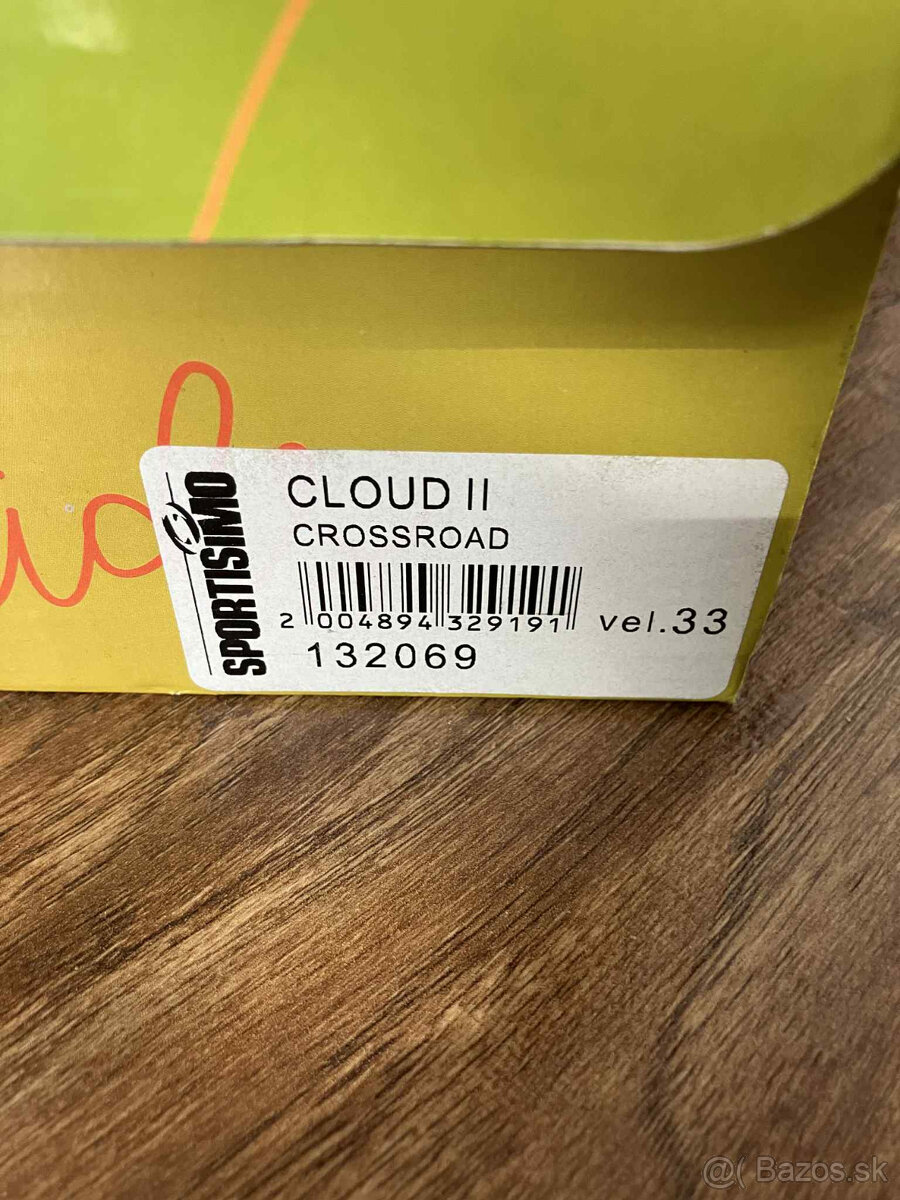 SPORTISIMO
CLOUD II
CROSSROAD
2 004894 329191
vel.33
132069
@( Bazos.sk